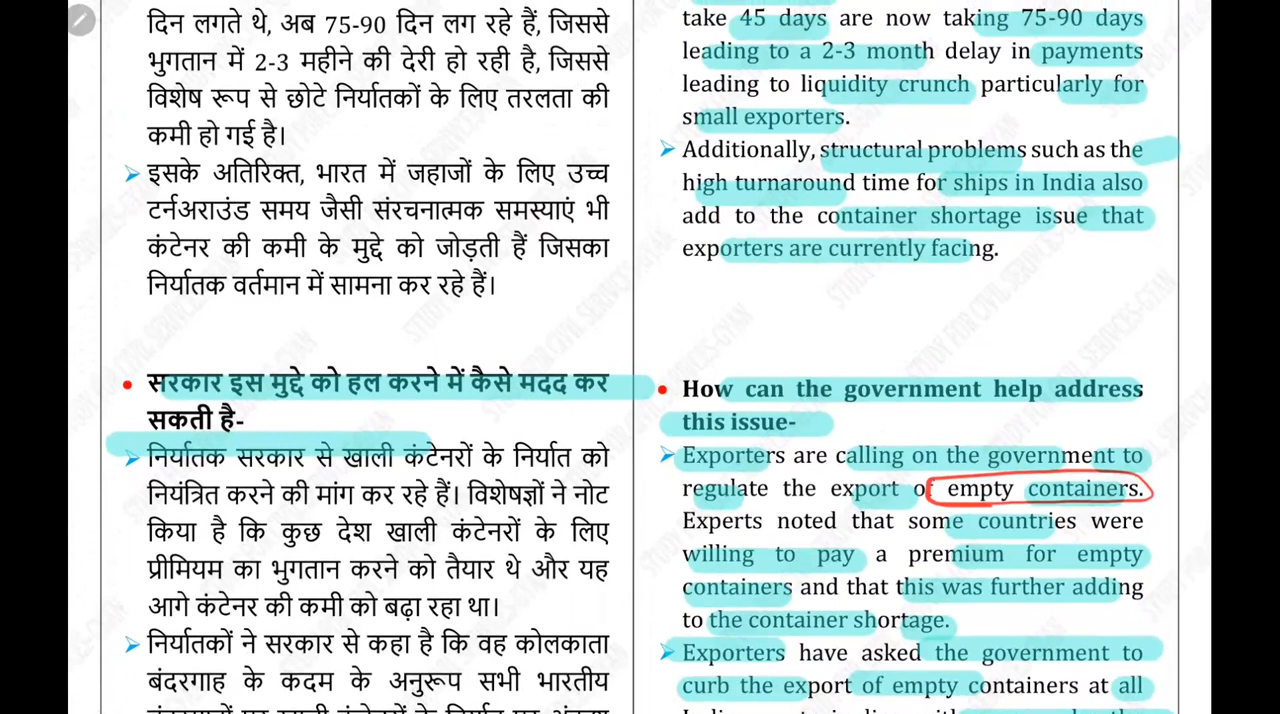 दिन लगते थे, अब 75-90 दिन लग रहे हैं, जिससे
भुगतान में 2-3 महीने की देरी हो रही है, जिससे
विशेष रूप से छोटे निर्यातकों के लिए तरलता की
कमी हो गई है।
इसके अतिरिक्त, भारत में जहाजों के लिए उच्च
टर्नअराउंड समय जैसी संरचनात्मक समस्याएं भी
कंटेनर की कमी के मुद्दे को जोड़ती हैं जिसका
निर्यातक वर्तमान में सामना कर रहे हैं।
सरकार इस मुद्दे को हल करने में कैसे मदद कर
सकती है-
निर्यातक सरकार से खाली कंटेनरों के निर्यात को
नियंत्रित करने की मांग कर रहे हैं। विशेषज्ञों ने नोट
किया है कि कुछ देश खाली कंटेनरों के लिए
प्रीमियम का भुगतान करने को तैयार थे और यह
आगे कंटेनर की कमी को बढ़ा रहा था।
निर्यातकों ने सरकार से कहा है कि वह कोलकाता
बंदरगाह के कदम के अनुरूप सभी भारतीय
take 45 days are now taking 75-90 days
leading to a 2-3 month delay in payments
leading to liquidity crunch particularly for
small exporters.
Additionally, structural problems such as the
high turnaround time for ships in India also
add to the container shortage issue that
exporters are currently facing.
How can the government help address
this issue-
Exporters are calling on the government to
regulate the export of empty containers.
Experts noted that some countries were
willing to pay a premium for empty
containers and that this was further adding
to the container shortage.
Exporters have asked the government to
curb the export of empty containers at all